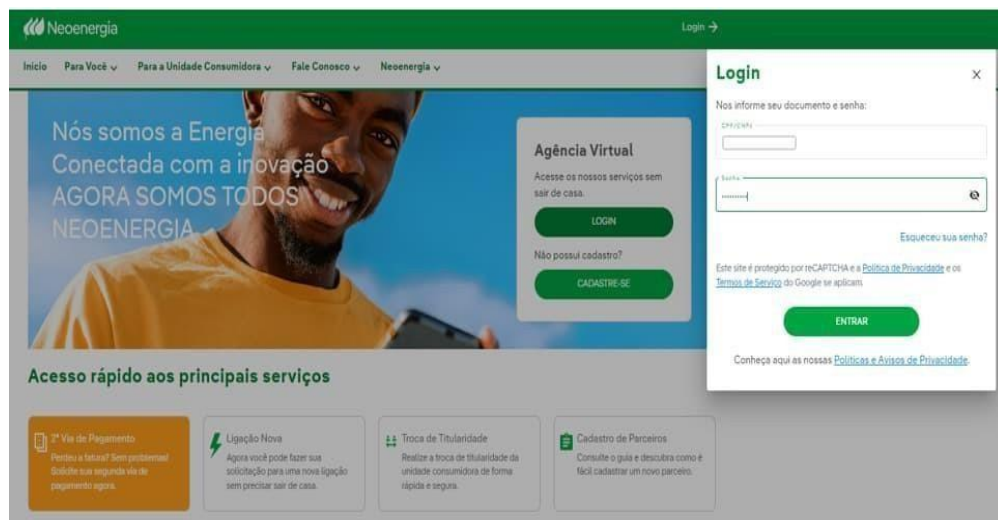 Neoenergia
Login →
Início Para Você Para a Unidade Consumidora Fale Conosco Neoenergia
Nós somos a Energia
Conectada com a inovação
AGORA SOMOS TODOS
NEOENERGIA
Agência Virtual
Acesse os nossos serviços sem
sair de casa.
LOGIN
Não possui cadastro?
CADASTRE-SE
Login
X
Nos informe seu documento e senha:
CPF/CNPJ
Senha
Esqueceu sua senha?
Este site é protegido por reCAPTCHA e a Política de Privacidade e os
Termos de Serviço do Google se aplicam.
ENTRAR
Conheça aqui as nossas Políticas e Avisos de Privacidade.
Acesso rápido aos principais serviços
2ª Via de Pagamento
Perdeu a fatura? Sem problemas!
Solicite sua segunda via de
pagamento agora.
Ligação Nova
Agora você pode fazer sua
solicitação para uma nova ligação
sem precisar sair de casa.
Troca de Titularidade
Realize a troca de titularidade da
unidade consumidora de forma
rápida e segura.
Cadastro de Parceiros
Consulte o guia e descubra como é
fácil cadastrar um novo parceiro.